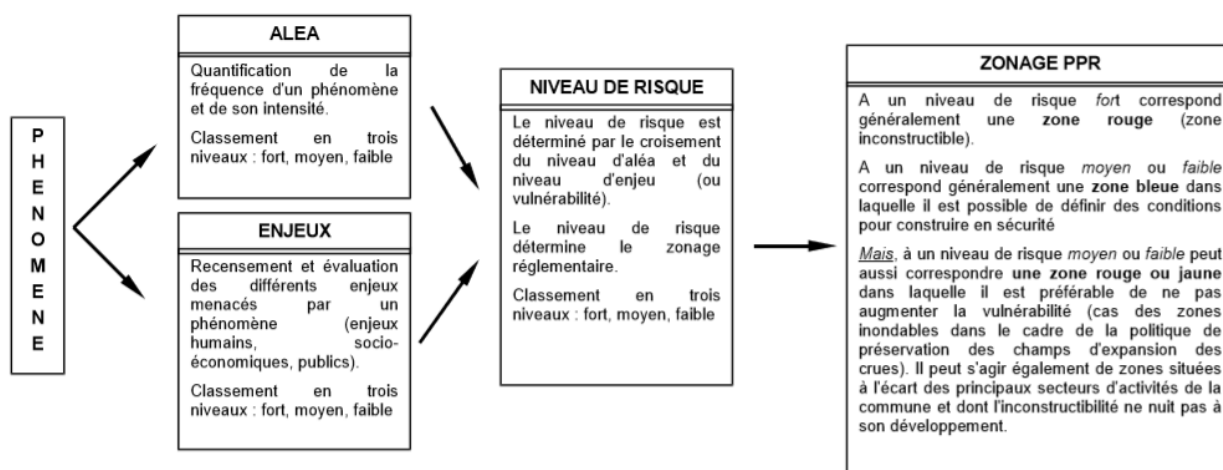 PHENOMENE
ALEA
Quantification de la
fréquence d'un phénomène
et de son intensité.
Classement en trois
niveaux : fort, moyen, faible
ENJEUX
Recensement et évaluation
des différents enjeux
menacés par un
phénomène (enjeux
humains, socio-
économiques, publics).
Classement en trois
niveaux : fort, moyen, faible
NIVEAU DE RISQUE
Le niveau de risque est
déterminé par le croisement
du niveau d'aléa et du
niveau d'enjeu (ou
vulnérabilité).
Le niveau de risque
détermine le zonage
réglementaire.
Classement en trois
niveaux : fort, moyen, faible
ZONAGE PPR
A un niveau de risque fort correspond
généralement une zone rouge (zone
inconstructible).
A un niveau de risque moyen ou faible
correspond généralement une zone bleue dans
laquelle il est possible de définir des conditions
pour construire en sécurité
Mais, à un niveau de risque moyen ou faible peut
aussi correspondre une zone rouge ou jaune
dans laquelle il est préférable de ne pas
augmenter la vulnérabilité (cas des zones
inondables dans le cadre de la politique de
préservation des champs d'expansion des
crues). Il peut s'agir également de zones situées
à l'écart des principaux secteurs d'activités de la
commune et dont l'inconstructibilité ne nuit pas à
son développement.